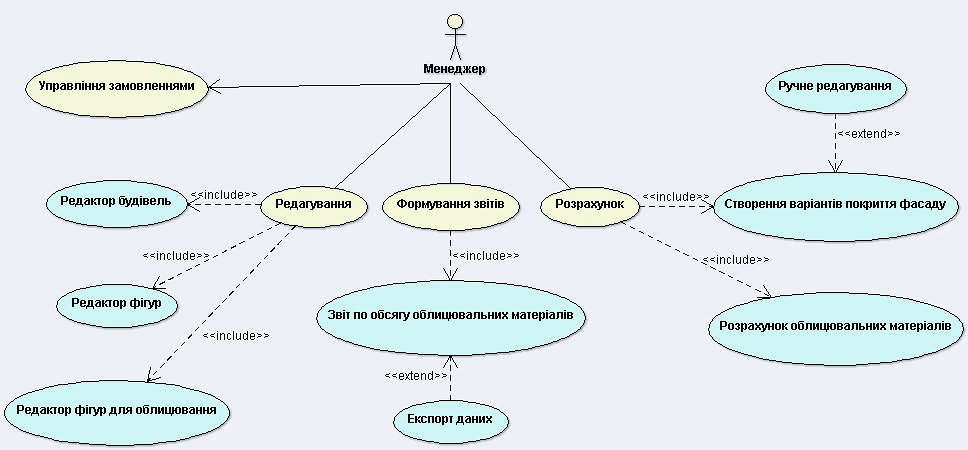 Менеджер
Управління замовленнями
Ручне редагування
<<extend>>
Редактор будівель
<<include>>
Редагування
Формування звітів
Розрахунок
<<include>>
Створення варіантів покриття фасаду
<<include>>
<<include>>
<<include>>
Редактор фігур
Звіт по обсягу облицювальних матеріалів
Розрахунок облицювальних матеріалів
<<include>>
<<extend>>
Редактор фігур для облицювання
Експорт даних